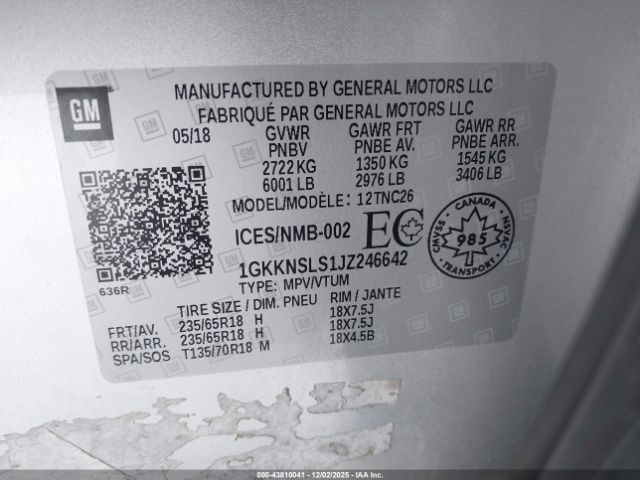 GM
MANUFACTURED BY GENERAL MOTORS LLC
FABRIQUÉ PAR GENERAL MOTORS LLC
05/18 GVWR GAWR FRT GAWR RR
PNBV PNBE AV. PNBE ARR.
2722 KG 1350 KG 1545 KG
6001 LB 2976 LB 3406 LB
MODEL/MODÈLE: 12TNC26
ICES/NMB-002 EC
CANADA
CMVSS 985 NSVAC
TRANSPORT
1GKKNSLS1JZ246642
TYPE: MPV/VTUM
636R
TIRE SIZE / DIM. PNEU RIM / JANTE
FRT/AV. 235/65R18 H 18X7.5J
RR/ARR. 235/65R18 H 18X7.5J
SPA/SOS T135/70R18 M 18X4.5B
000-43810041 - 12/02/2025 - IAA Inc.